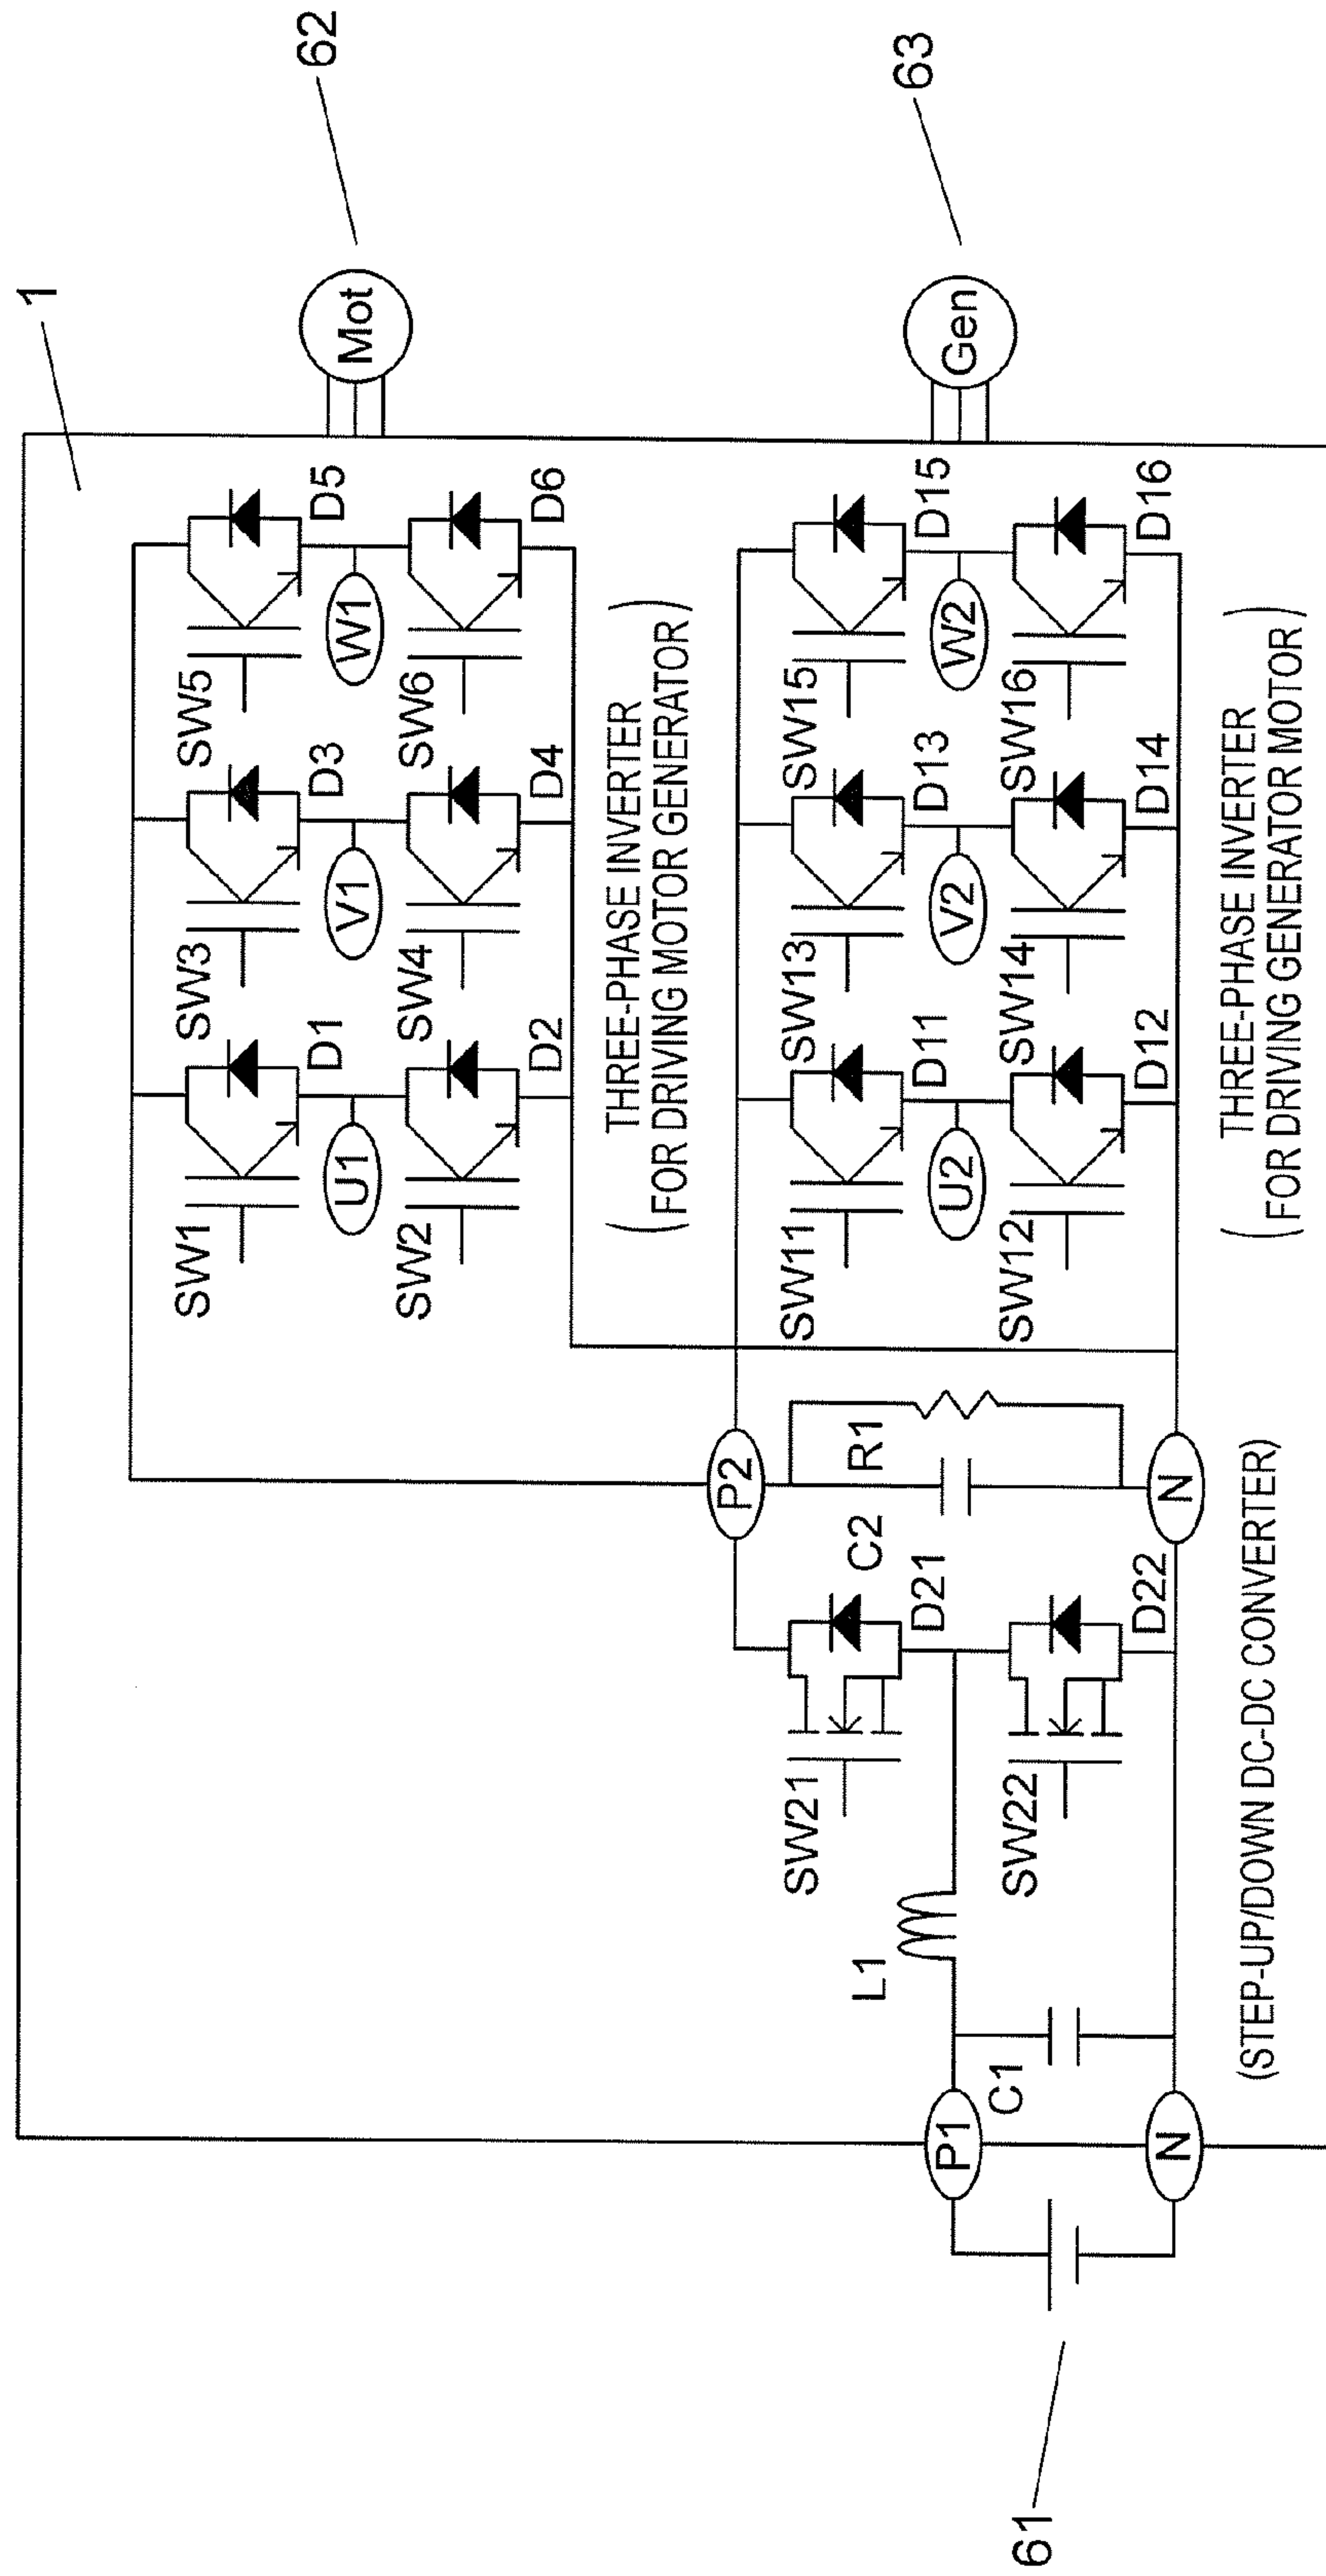 1
62
63
61
Mot
Gen
SW1
D1
SW3
D3
SW5
D5
U1
V1
W1
SW2
D2
SW4
D4
SW6
D6
THREE-PHASE INVERTER
(FOR DRIVING MOTOR GENERATOR)
P2
SW21
D21
C2
R1
SW11
D11
SW13
D13
SW15
D15
U2
V2
W2
L1
P1
C1
SW22
D22
SW12
D12
SW14
D14
SW16
D16
N
N
(STEP-UP/DOWN DC-DC CONVERTER)
THREE-PHASE INVERTER
(FOR DRIVING GENERATOR MOTOR)